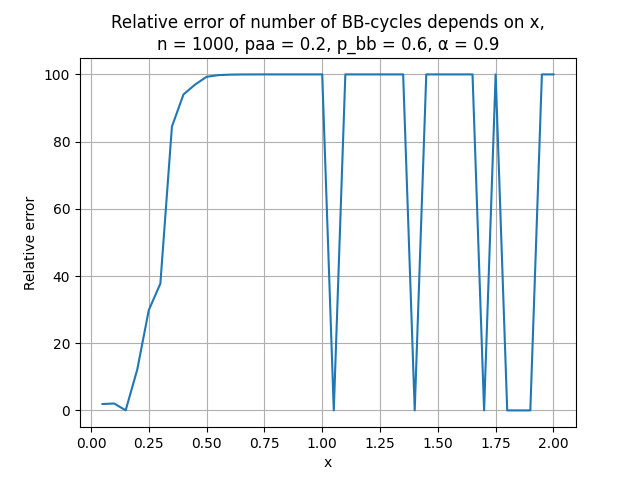 Relative error of number of BB-cycles depends on x,
n = 1000, paa = 0.2, p_bb = 0.6, α = 0.9
100
80
60
40
20
0
Relative error
0.00 0.25 0.50 0.75 1.00 1.25 1.50 1.75 2.00
x